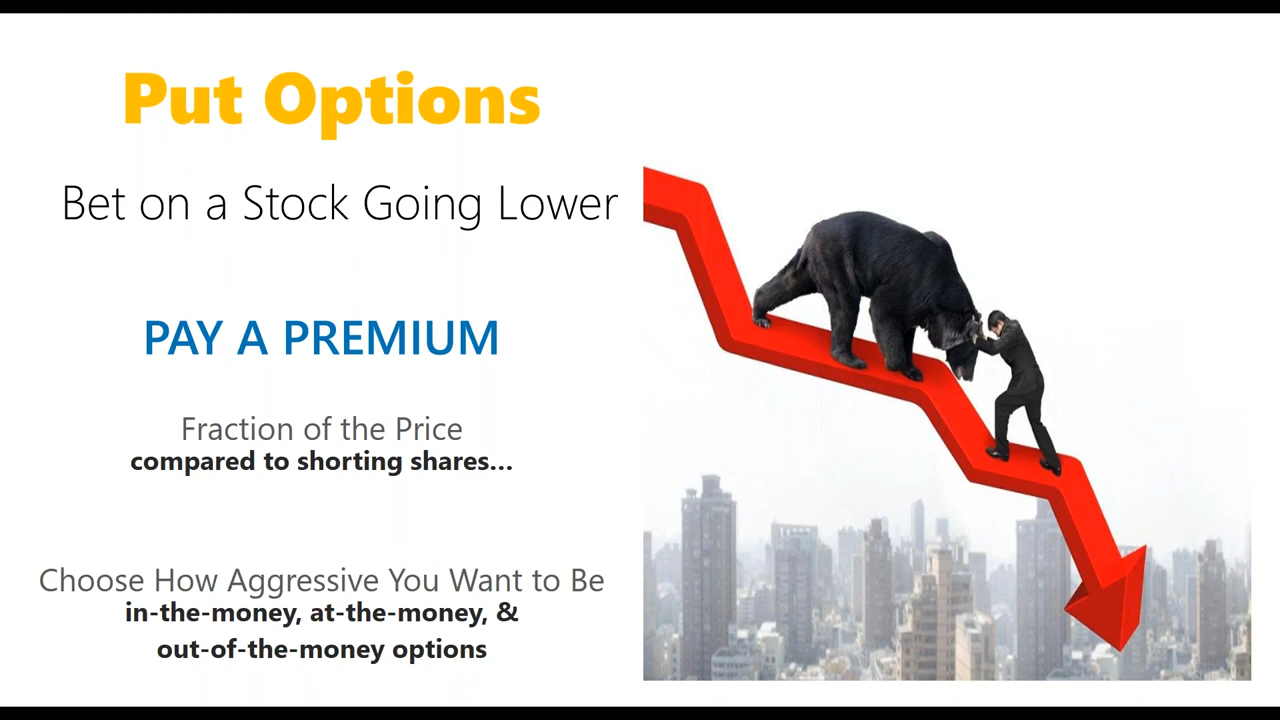 Put Options
Bet on a Stock Going Lower
PAY A PREMIUM
Fraction of the Price
compared to shorting shares...
Choose How Aggressive You Want to Be
in-the-money, at-the-money, &
out-of-the-money options